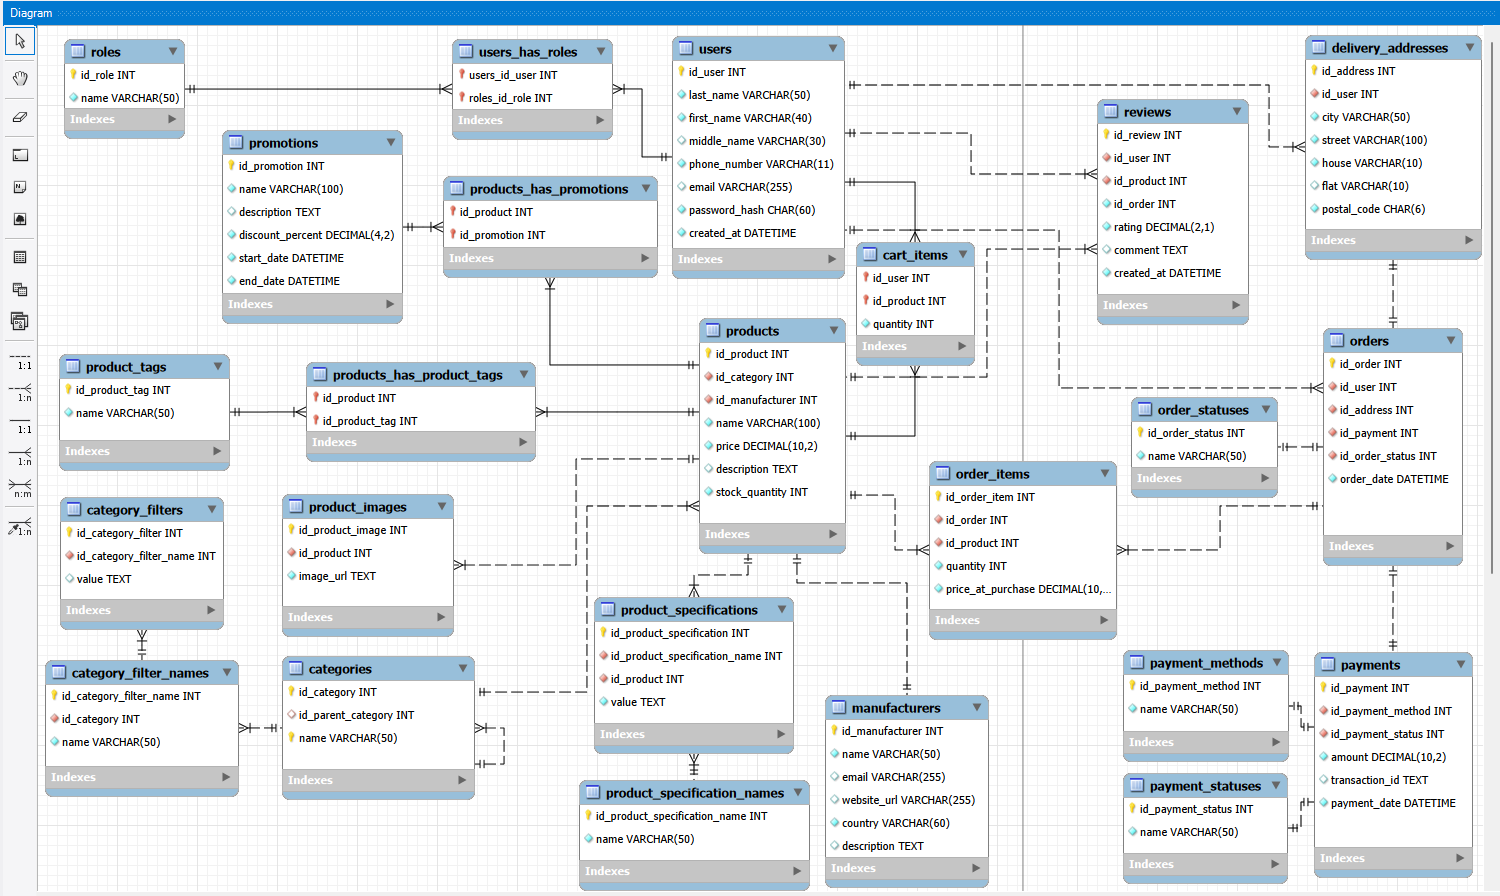 Diagram
roles
id_role INT
name VARCHAR(50)
Indexes
users_has_roles
users_id_user INT
roles_id_role INT
Indexes
users
id_user INT
last_name VARCHAR(50)
first_name VARCHAR(40)
middle_name VARCHAR(30)
phone_number VARCHAR(11)
email VARCHAR(255)
password_hash CHAR(60)
created_at DATETIME
Indexes
delivery_addresses
id_address INT
id_user INT
city VARCHAR(50)
street VARCHAR(100)
house VARCHAR(10)
flat VARCHAR(10)
postal_code CHAR(6)
Indexes
reviews
id_review INT
id_user INT
id_product INT
id_order INT
rating DECIMAL(2,1)
comment TEXT
created_at DATETIME
Indexes
promotions
id_promotion INT
name VARCHAR(100)
description TEXT
discount_percent DECIMAL(4,2)
start_date DATETIME
end_date DATETIME
Indexes
products_has_promotions
id_product INT
id_promotion INT
Indexes
cart_items
id_user INT
id_product INT
quantity INT
Indexes
products
id_product INT
id_category INT
id_manufacturer INT
name VARCHAR(100)
price DECIMAL(10,2)
description TEXT
stock_quantity INT
Indexes
orders
id_order INT
id_user INT
id_address INT
id_payment INT
id_order_status INT
order_date DATETIME
Indexes
product_tags
id_product_tag INT
name VARCHAR(50)
Indexes
products_has_product_tags
id_product INT
id_product_tag INT
Indexes
order_statuses
id_order_status INT
name VARCHAR(50)
Indexes
order_items
id_order_item INT
id_order INT
id_product INT
quantity INT
price_at_purchase DECIMAL(10,...
Indexes
category_filters
id_category_filter INT
id_category_filter_name INT
value TEXT
Indexes
product_images
id_product_image INT
id_product INT
image_url TEXT
Indexes
product_specifications
id_product_specification INT
id_product_specification_name INT
id_product INT
value TEXT
Indexes
category_filter_names
id_category_filter_name INT
id_category INT
name VARCHAR(50)
Indexes
categories
id_category INT
id_parent_category INT
name VARCHAR(50)
Indexes
manufacturers
id_manufacturer INT
name VARCHAR(50)
email VARCHAR(255)
website_url VARCHAR(255)
country VARCHAR(60)
description TEXT
Indexes
payment_methods
id_payment_method INT
name VARCHAR(50)
Indexes
payments
id_payment INT
id_payment_method INT
id_payment_status INT
amount DECIMAL(10,2)
transaction_id TEXT
payment_date DATETIME
Indexes
product_specification_names
id_product_specification_name INT
name VARCHAR(50)
Indexes
payment_statuses
id_payment_status INT
name VARCHAR(50)
Indexes
1:1
1:n
1:1
1:n
n:m
1:n